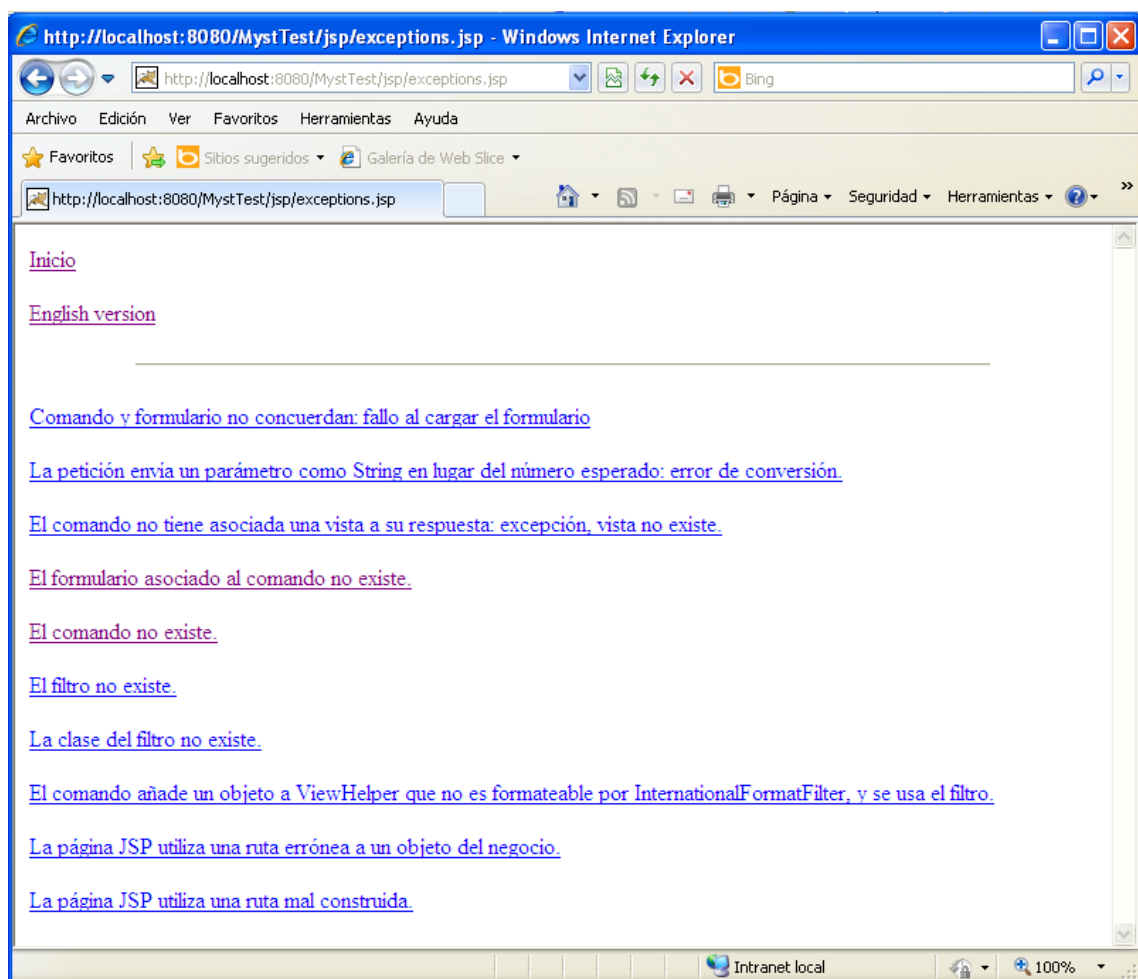 http://localhost:8080/MystTest/jsp/exceptions.jsp - Windows Internet Explorer
http://localhost:8080/MystTest/jsp/exceptions.jsp Bing
Archivo Edición Ver Favoritos Herramientas Ayuda
Favoritos Sitios sugeridos Galería de Web Slice
http://localhost:8080/MystTest/jsp/exceptions.jsp Página Seguridad Herramientas »
Inicio
English version
Comando y formulario no concuerdan: fallo al cargar el formulario
La petición envia un parámetro como String en lugar del número esperado: error de conversión.
El comando no tiene asociada una vista a su respuesta: excepción, vista no existe.
El formulario asociado al comando no existe.
El comando no existe.
El filtro no existe.
La clase del filtro no existe.
El comando añade un objeto a ViewHelper que no es formateable por InternationalFormatFilter, y se usa el filtro.
La página JSP utiliza una ruta errónea a un objeto del negocio.
La página JSP utiliza una ruta mal construida.
Intranet local 100%